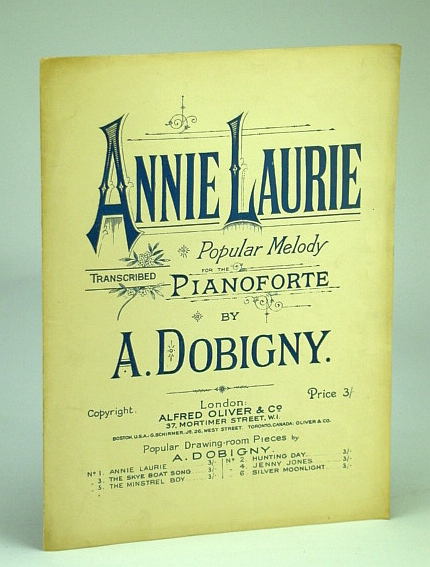 ANNIE LAURIE
Popular Melody
TRANSCRIBED FOR THE
PIANOFORTE
BY
A. DOBIGNY.
Price 3/-
Copyright. London:
ALFRED OLIVER & Co
37, MORTIMER STREET, W.1.
BOSTON, U.S.A.: G. SCHIRMER, JR, 26, WEST STREET. TORONTO, CANADA: OLIVER & CO.
Popular Drawing-room Pieces by
A. DOBIGNY.
No 1. ANNIE LAURIE 3/-
" 3. THE SKYE BOAT SONG 3/-
" 5. THE MINSTREL BOY 3/-
No 2. HUNTING DAY 3/-
" 4. JENNY JONES 3/-
" 6. SILVER MOONLIGHT 3/-